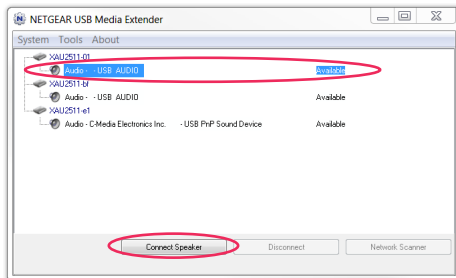 NETGEAR USB Media Extender
System Tools About
XAU2511-01
Audio - - USB AUDIO Available
XAU2511-bf
Audio - - USB AUDIO Available
XAU2511-e1
Audio - C-Media Electronics Inc. - USB PnP Sound Device Available
Connect Speaker Disconnect Network Scanner